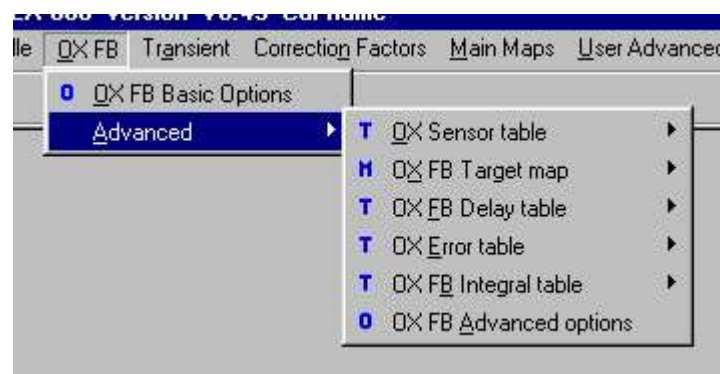 OX FB Transient Correction Factors Main Maps User Advanced
O OX FB Basic Options
Advanced
T OX Sensor table
M OX FB Target map
T OX FB Delay table
T OX Error table
T OX FB Integral table
O OX FB Advanced options